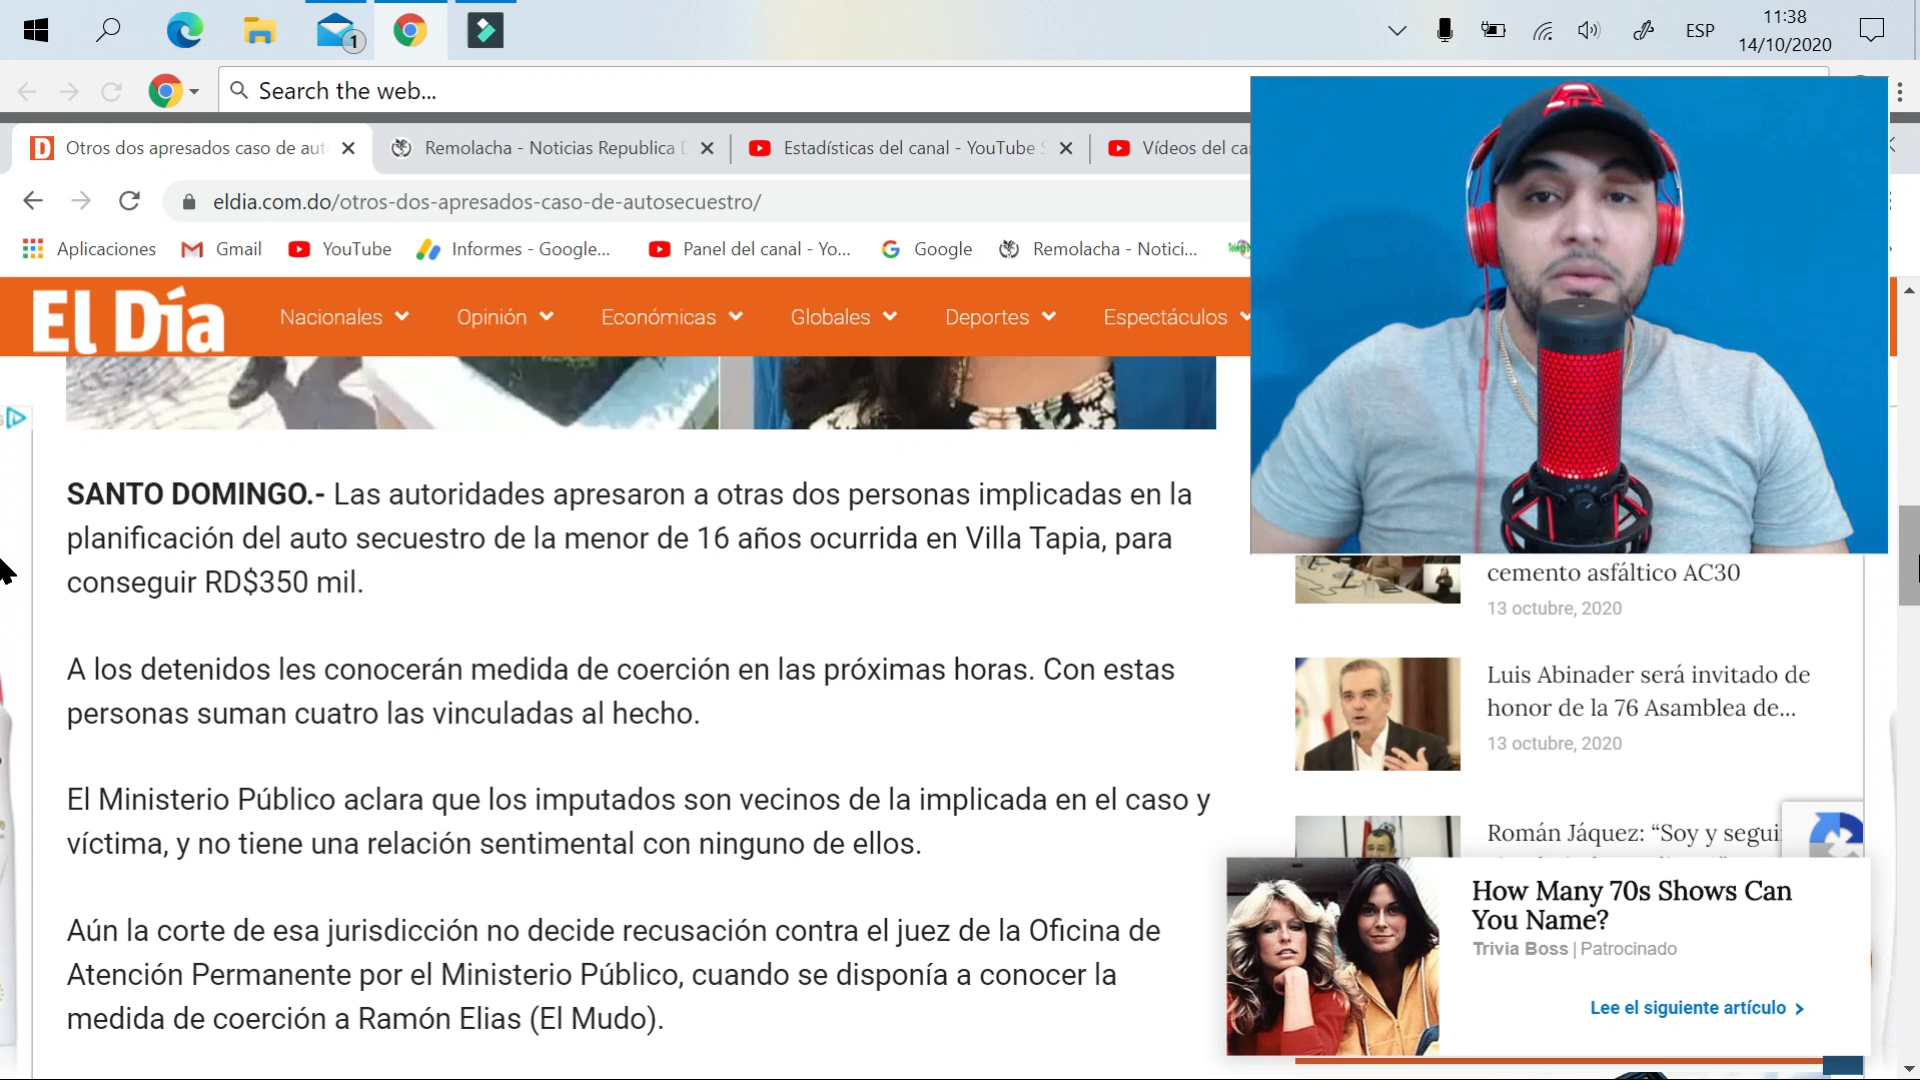 1
ESP
11:38
14/10/2020
Search the web...
Otros dos apresados caso de aut
Remolacha - Noticias Republica D
Estadísticas del canal - YouTube S
Vídeos del ca
eldia.com.do/otros-dos-apresados-caso-de-autosecuestro/
Aplicaciones
Gmail
YouTube
Informes - Google...
Panel del canal - Yo...
Google
Remolacha - Notici...
El Día
Nacionales
Opinión
Económicas
Globales
Deportes
Espectáculos
SANTO DOMINGO.- Las autoridades apresaron a otras dos personas implicadas en la
planificación del auto secuestro de la menor de 16 años ocurrida en Villa Tapia, para
conseguir RD$350 mil.
A los detenidos les conocerán medida de coerción en las próximas horas. Con estas
personas suman cuatro las vinculadas al hecho.
El Ministerio Público aclara que los imputados son vecinos de la implicada en el caso y
víctima, y no tiene una relación sentimental con ninguno de ellos.
Aún la corte de esa jurisdicción no decide recusación contra el juez de la Oficina de
Atención Permanente por el Ministerio Público, cuando se disponía a conocer la
medida de coerción a Ramón Elias (El Mudo).
cemento asfáltico AC30
13 octubre, 2020
Luis Abinader será invitado de
honor de la 76 Asamblea de...
13 octubre, 2020
Román Jáquez: “Soy y segui
How Many 70s Shows Can
You Name?
Trivia Boss | Patrocinado
Lee el siguiente artículo